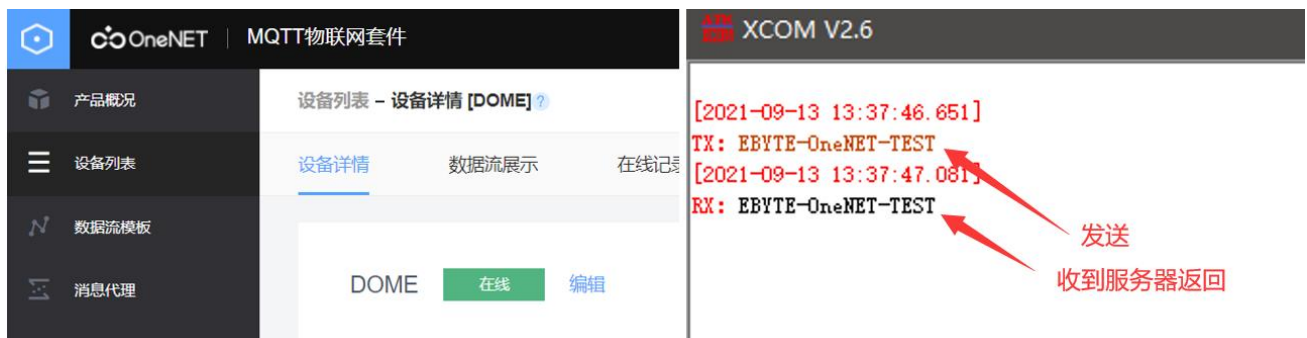 OneNET | MQTT物联网套件
产品概况
设备列表
数据流模板
消息代理
设备列表 – 设备详情 [DOME] ?
设备详情 数据流展示 在线记录
DOME 在线 编辑
ATK XCOM XCOM V2.6
[2021-09-13 13:37:46.651]
TX: EBYTE-OneNET-TEST
[2021-09-13 13:37:47.081]
RX: EBYTE-OneNET-TEST
发送
收到服务器返回